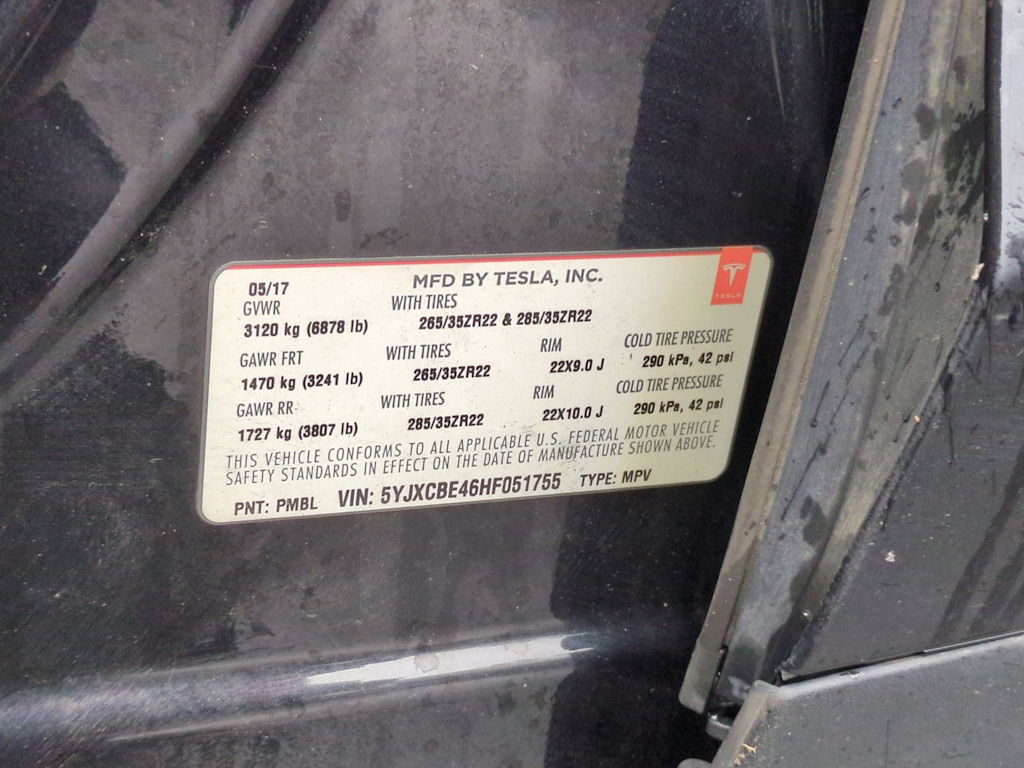 05/17 MFD BY TESLA, INC.
TESLA
GVWR WITH TIRES
3120 kg (6878 lb) 265/35ZR22 & 285/35ZR22
GAWR FRT WITH TIRES RIM COLD TIRE PRESSURE
1470 kg (3241 lb) 265/35ZR22 22X9.0 J 290 kPa, 42 psi
GAWR RR WITH TIRES RIM COLD TIRE PRESSURE
1727 kg (3807 lb) 285/35ZR22 22X10.0 J 290 kPa, 42 psi
THIS VEHICLE CONFORMS TO ALL APPLICABLE U.S. FEDERAL MOTOR VEHICLE
SAFETY STANDARDS IN EFFECT ON THE DATE OF MANUFACTURE SHOWN ABOVE.
PNT: PMBL VIN: 5YJXCBE46HF051755 TYPE: MPV